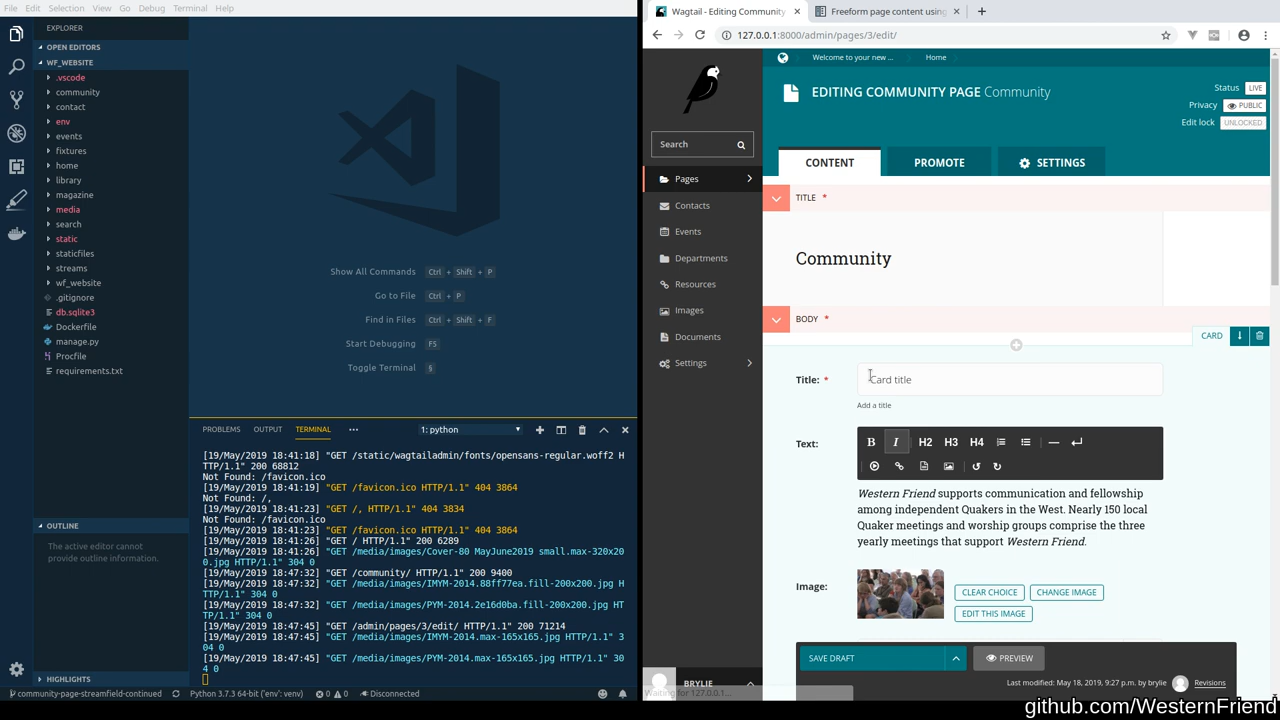 File Edit Selection View Go Debug Terminal Help
EXPLORER
OPEN EDITORS
WF_WEBSITE
.vscode
community
contact
env
events
fixtures
home
library
magazine
media
search
static
staticfiles
streams
wf_website
.gitignore
db.sqlite3
Dockerfile
manage.py
Procfile
requirements.txt
OUTLINE
The active editor cannot
provide outline information.
HIGHLIGHTS
Show All Commands Ctrl + Shift + P
Go to File Ctrl + P
Find in Files Ctrl + Shift + F
Start Debugging F5
Toggle Terminal §
PROBLEMS OUTPUT TERMINAL ••• 1: python
[19/May/2019 18:41:18] "GET /static/wagtailadmin/fonts/opensans-regular.woff2 H
TTP/1.1" 200 68812
Not Found: /favicon.ico
[19/May/2019 18:41:19] "GET /favicon.ico HTTP/1.1" 404 3864
Not Found: /,
[19/May/2019 18:41:23] "GET /, HTTP/1.1" 404 3834
Not Found: /favicon.ico
[19/May/2019 18:41:23] "GET /favicon.ico HTTP/1.1" 404 3864
[19/May/2019 18:41:26] "GET / HTTP/1.1" 200 6289
[19/May/2019 18:41:26] "GET /media/images/Cover-80 MayJune2019 small.max-320x20
0.jpg HTTP/1.1" 304 0
[19/May/2019 18:47:32] "GET /community/ HTTP/1.1" 200 9400
[19/May/2019 18:47:32] "GET /media/images/IMYM-2014.88ff77ea.fill-200x200.jpg H
TTP/1.1" 304 0
[19/May/2019 18:47:32] "GET /media/images/PYM-2014.2e16d0ba.fill-200x200.jpg HT
TP/1.1" 304 0
[19/May/2019 18:47:45] "GET /admin/pages/3/edit/ HTTP/1.1" 200 71214
[19/May/2019 18:47:45] "GET /media/images/IMYM-2014.max-165x165.jpg HTTP/1.1" 3
04 0
[19/May/2019 18:47:45] "GET /media/images/PYM-2014.max-165x165.jpg HTTP/1.1" 30
4 0
community-page-streamfield-continued Python 3.7.3 64-bit ('env': venv) 0 0 Disconnected
Wagtail - Editing Community
Freeform page content using
127.0.0.1:8000/admin/pages/3/edit/
Search
Pages
Contacts
Events
Departments
Resources
Images
Documents
Settings
BRYLIE
Waiting for 127.0.0.1...
Welcome to your new ... Home
EDITING COMMUNITY PAGE Community
Status LIVE
Privacy PUBLIC
Edit lock UNLOCKED
CONTENT PROMOTE SETTINGS
TITLE *
Community
BODY *
CARD
Title: * Card title
Add a title
Text:
B I H2 H3 H4
Western Friend supports communication and fellowship
among independent Quakers in the West. Nearly 150 local
Quaker meetings and worship groups comprise the three
yearly meetings that support Western Friend.
Image:
CLEAR CHOICE CHANGE IMAGE
EDIT THIS IMAGE
SAVE DRAFT PREVIEW
Last modified: May 18, 2019, 9:27 p.m. by brylie Revisions
github.com/WesternFriend